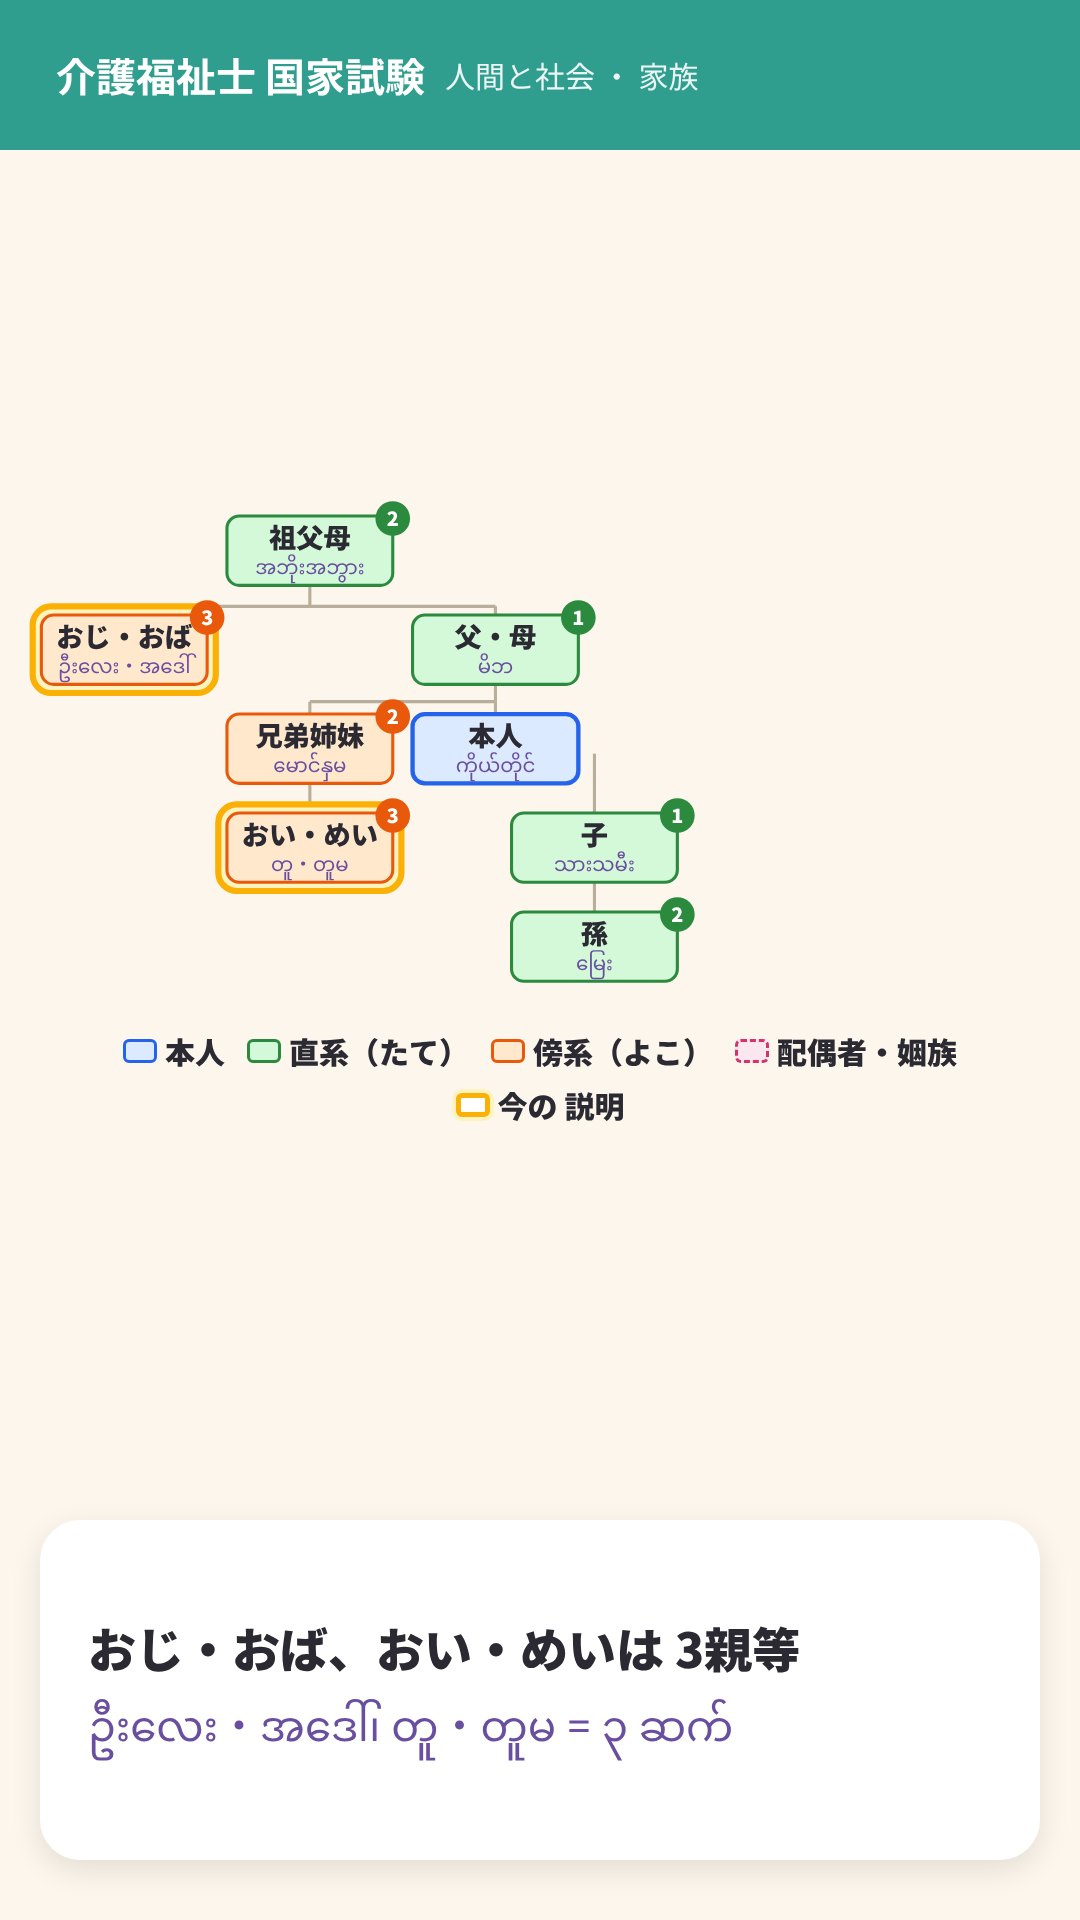 介護福祉士 国家試験 人間と社会 ・ 家族
2
祖父母
အဘိုးအဘွား
3
おじ・おば
ဦးလေး・အဒေါ်
1
父・母
မိဘ
2
兄弟姉妹
မောင်နှမ
本人
ကိုယ်တိုင်
3
おい・めい
တူ・တူမ
1
子
သားသမီး
2
孫
မြေး
本人 直系（たて） 傍系（よこ） 配偶者・姻族
今の 説明
おじ・おば、おい・めいは 3親等
ဦးလေး・အဒေါ်၊ တူ・တူမ = ၃ ဆက်